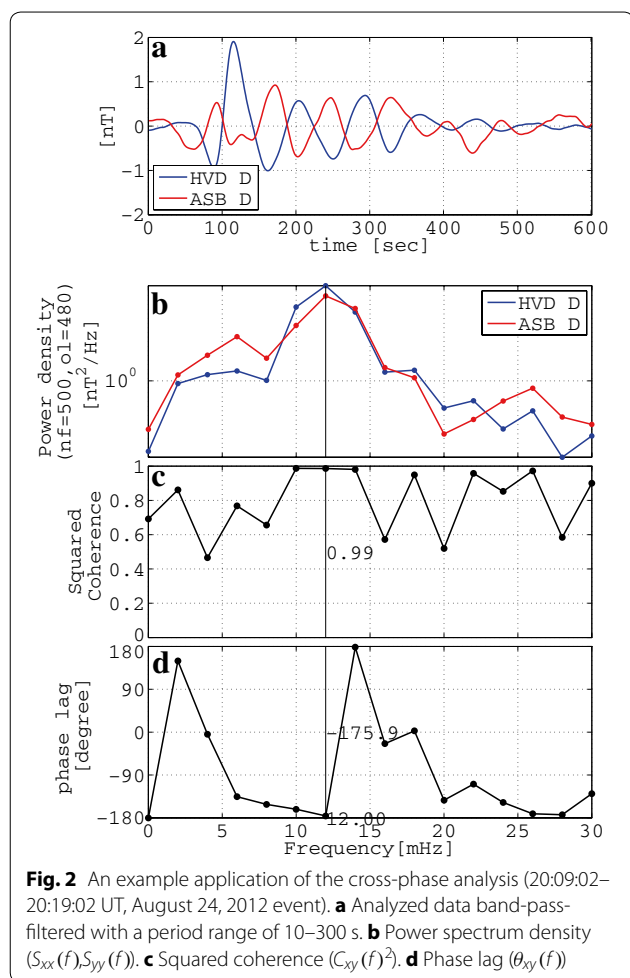 a
2
1
0
-1
-2
[nT]
HVD D
ASB D
0 100 200 300 400 500 600
time [sec]
b
Power density
(nf=500, ol=480)
[nT²/Hz]
10⁰
HVD D
ASB D
c
1
0.8
0.6
0.4
0.2
0
Squared
Coherence
0.99
d
180
90
0
-90
-180
phase lag
[degree]
-175.9
12.00
0 5 10 15 20 25 30
Frequency[mHz]
Fig. 2 An example application of the cross-phase analysis (20:09:02–
20:19:02 UT, August 24, 2012 event). a Analyzed data band-pass-
filtered with a period range of 10–300 s. b Power spectrum density
(Sxx(f),Syy(f)). c Squared coherence (Cxy(f)²). d Phase lag (θxy(f))